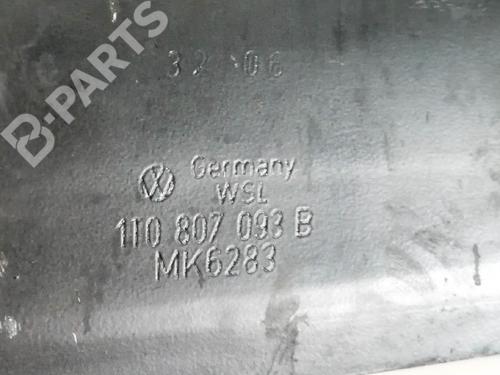 B-PARTS
32 06
Germany
WSL
1T0 807 093 B
MK6283